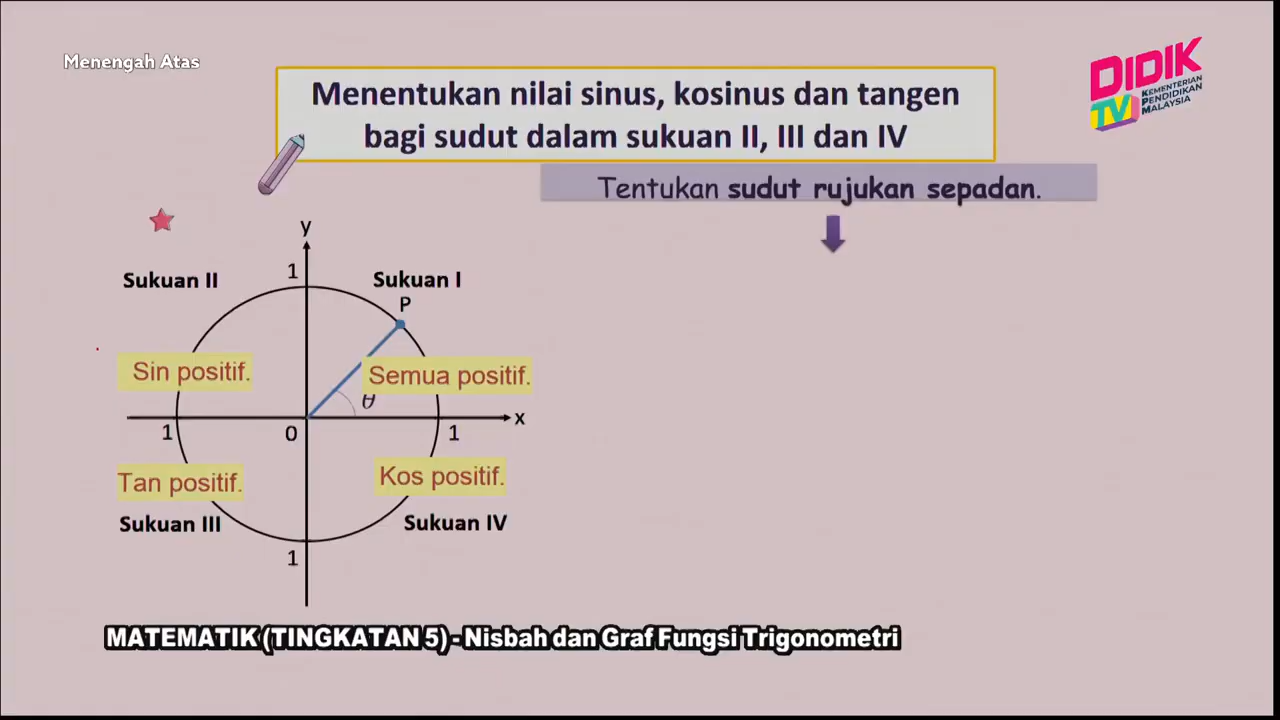 Menengah Atas
DIDIK
TV
KEMENTERIAN
PENDIDIKAN
MALAYSIA
Menentukan nilai sinus, kosinus dan tangen
bagi sudut dalam sukuan II, III dan IV
Tentukan sudut rujukan sepadan.
y
Sukuan II
1
Sukuan I
P
Sin positif.
Semua positif.
θ
x
1
0
1
Tan positif.
Kos positif.
Sukuan III
Sukuan IV
1
MATEMATIK (TINGKATAN 5) - Nisbah dan Graf Fungsi Trigonometri